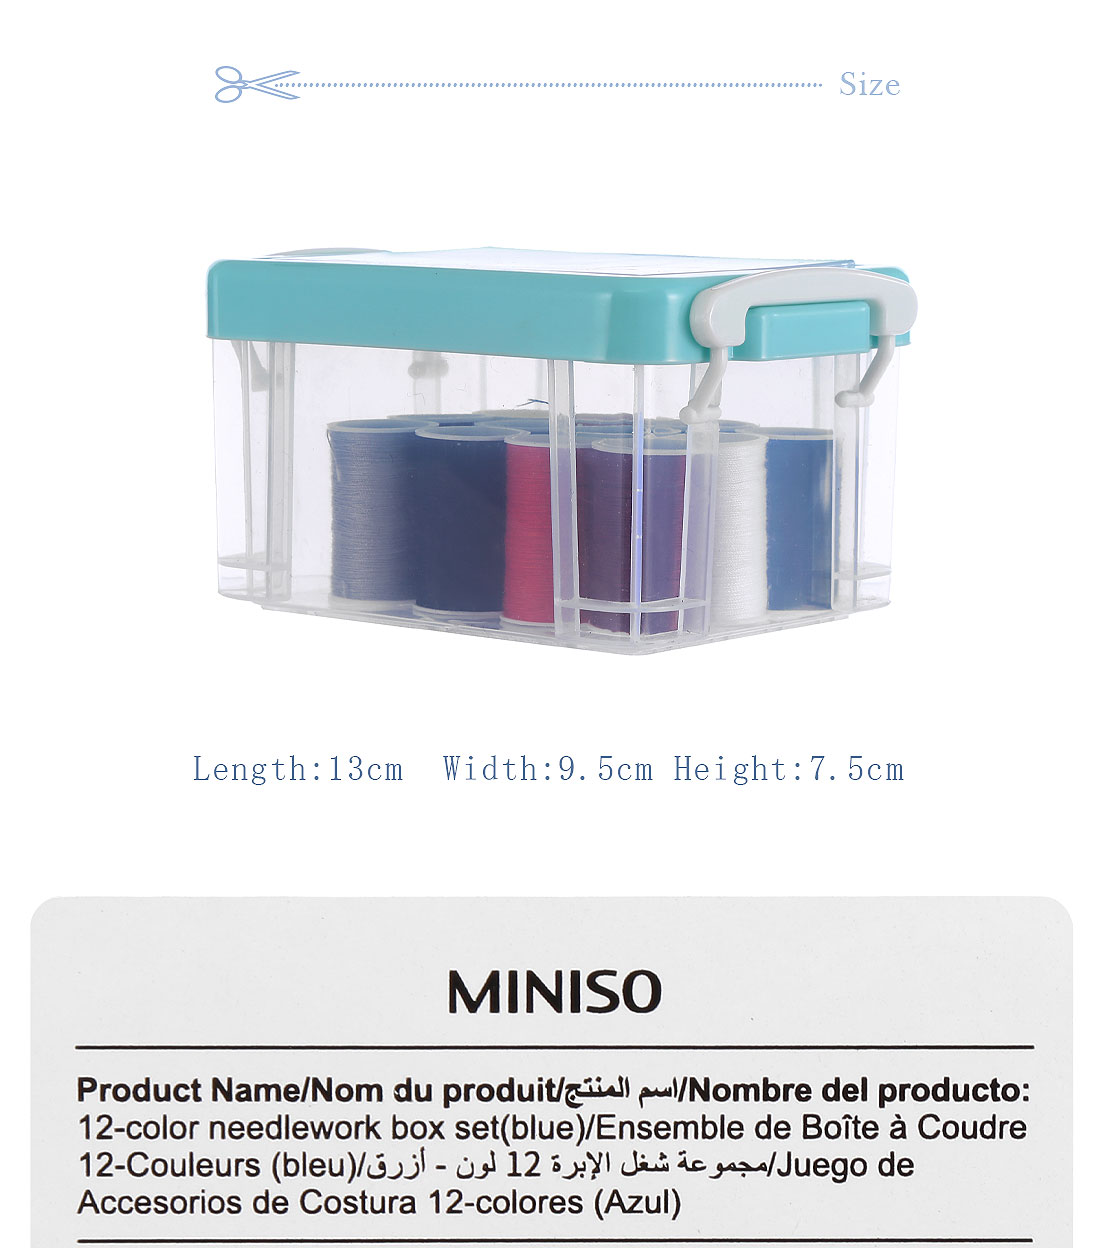 Size
Length:13cm Width:9.5cm Height:7.5cm
MINISO
Product Name/Nom du produit/اسم المنتج/Nombre del producto:
12-color needlework box set(blue)/Ensemble de Boîte à Coudre
12-Couleurs (bleu)/مجموعة شغل الإبرة 12 لون - أزرق/Juego de
Accesorios de Costura 12-colores (Azul)